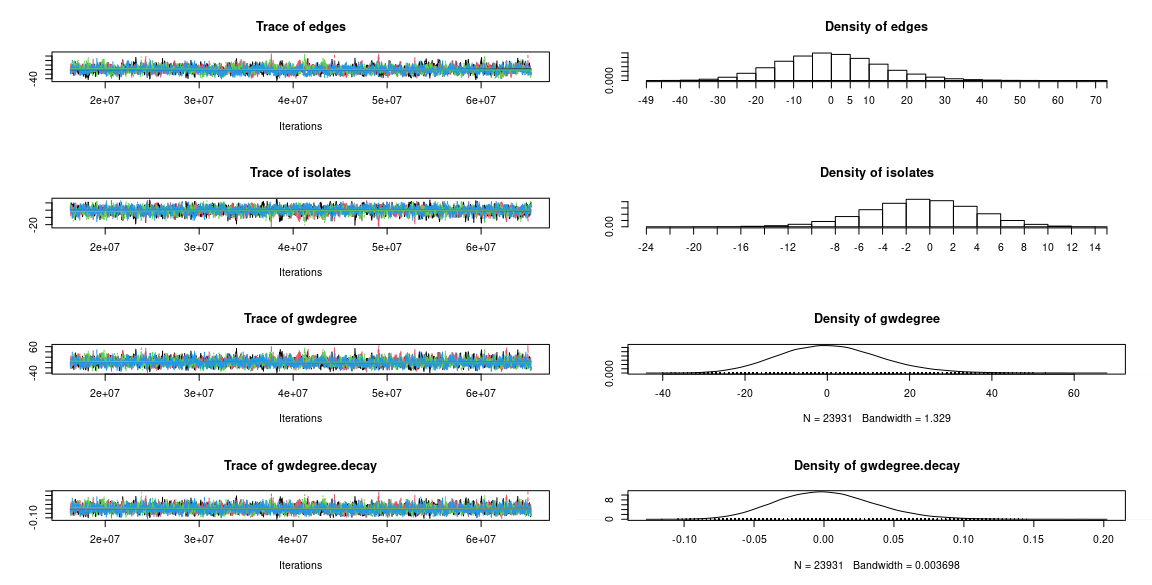 Trace of edges
-40
2e+07 3e+07 4e+07 5e+07 6e+07
Iterations
Density of edges
0.000
-49 -40 -30 -20 -10 0 5 10 20 30 40 50 60 70
Trace of isolates
-20
2e+07 3e+07 4e+07 5e+07 6e+07
Iterations
Density of isolates
0.00
-24 -20 -16 -12 -8 -6 -4 -2 0 2 4 6 8 10 12 14
Trace of gwdegree
60
-40
2e+07 3e+07 4e+07 5e+07 6e+07
Iterations
Density of gwdegree
0.000
-40 -20 0 20 40 60
N = 23931 Bandwidth = 1.329
Trace of gwdegree.decay
-0.10
2e+07 3e+07 4e+07 5e+07 6e+07
Iterations
Density of gwdegree.decay
8
0
-0.10 -0.05 0.00 0.05 0.10 0.15 0.20
N = 23931 Bandwidth = 0.003698